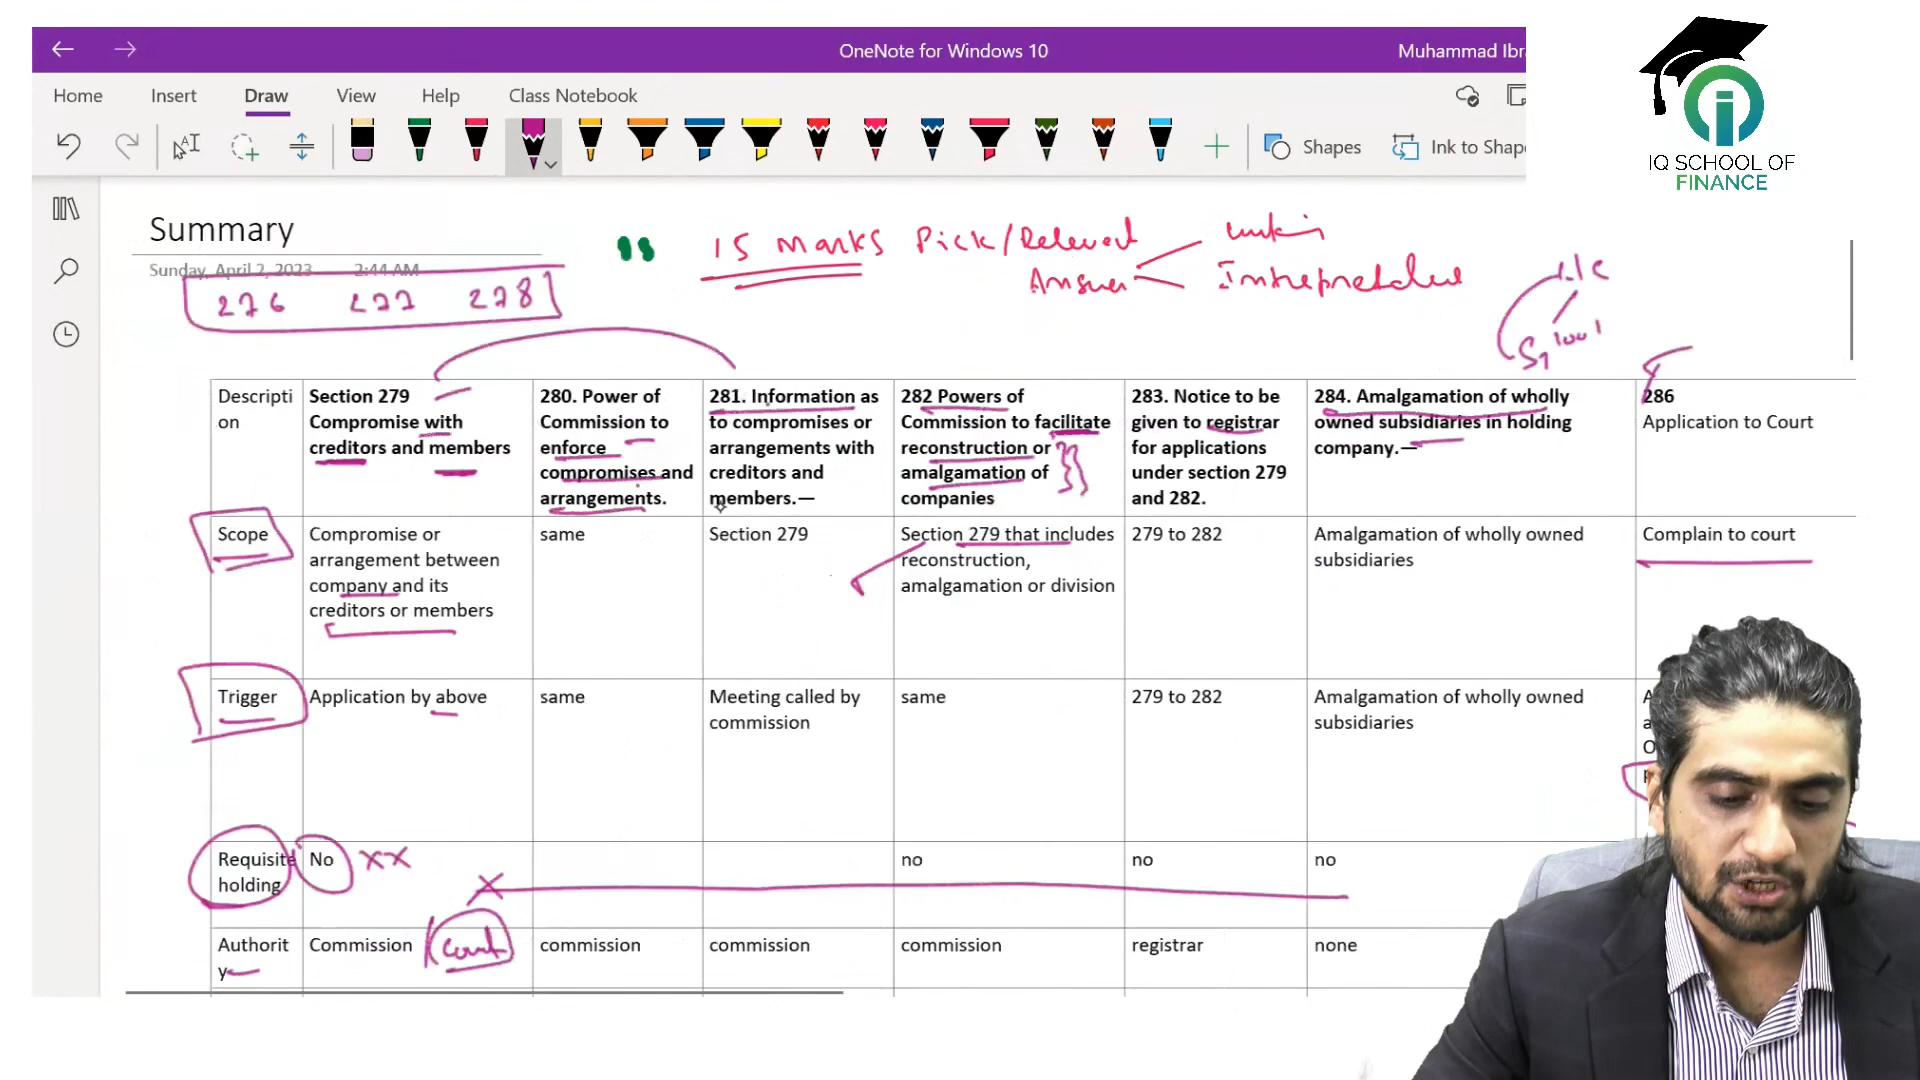 OneNote for Windows 10
Muhammad Ibr
Home Insert Draw View Help Class Notebook
Shapes
Ink to Shap
IQ SCHOOL OF
FINANCE
Summary
Sunday, April 2, 2023 2:44 AM
276 277 278
15 Marks Pick/Relevant
Answer
Descripti
on
Section 279
Compromise with
creditors and members
280. Power of
Commission to
enforce
compromises and
arrangements.
281. Information as
to compromises or
arrangements with
creditors and
members.—
282 Powers of
Commission to facilitate
reconstruction or
amalgamation of
companies
283. Notice to be
given to registrar
for applications
under section 279
and 282.
284. Amalgamation of wholly
owned subsidiaries in holding
company.—
286
Application to Court
Scope
Compromise or
arrangement between
company and its
creditors or members
same
Section 279
Section 279 that includes
reconstruction,
amalgamation or division
279 to 282
Amalgamation of wholly owned
subsidiaries
Complain to court
Trigger
Application by above
same
Meeting called by
commission
same
279 to 282
Amalgamation of wholly owned
subsidiaries
Requisite
holding
No XX
no
no
no
Authorit
y
Commission
Court
commission
commission
commission
registrar
none